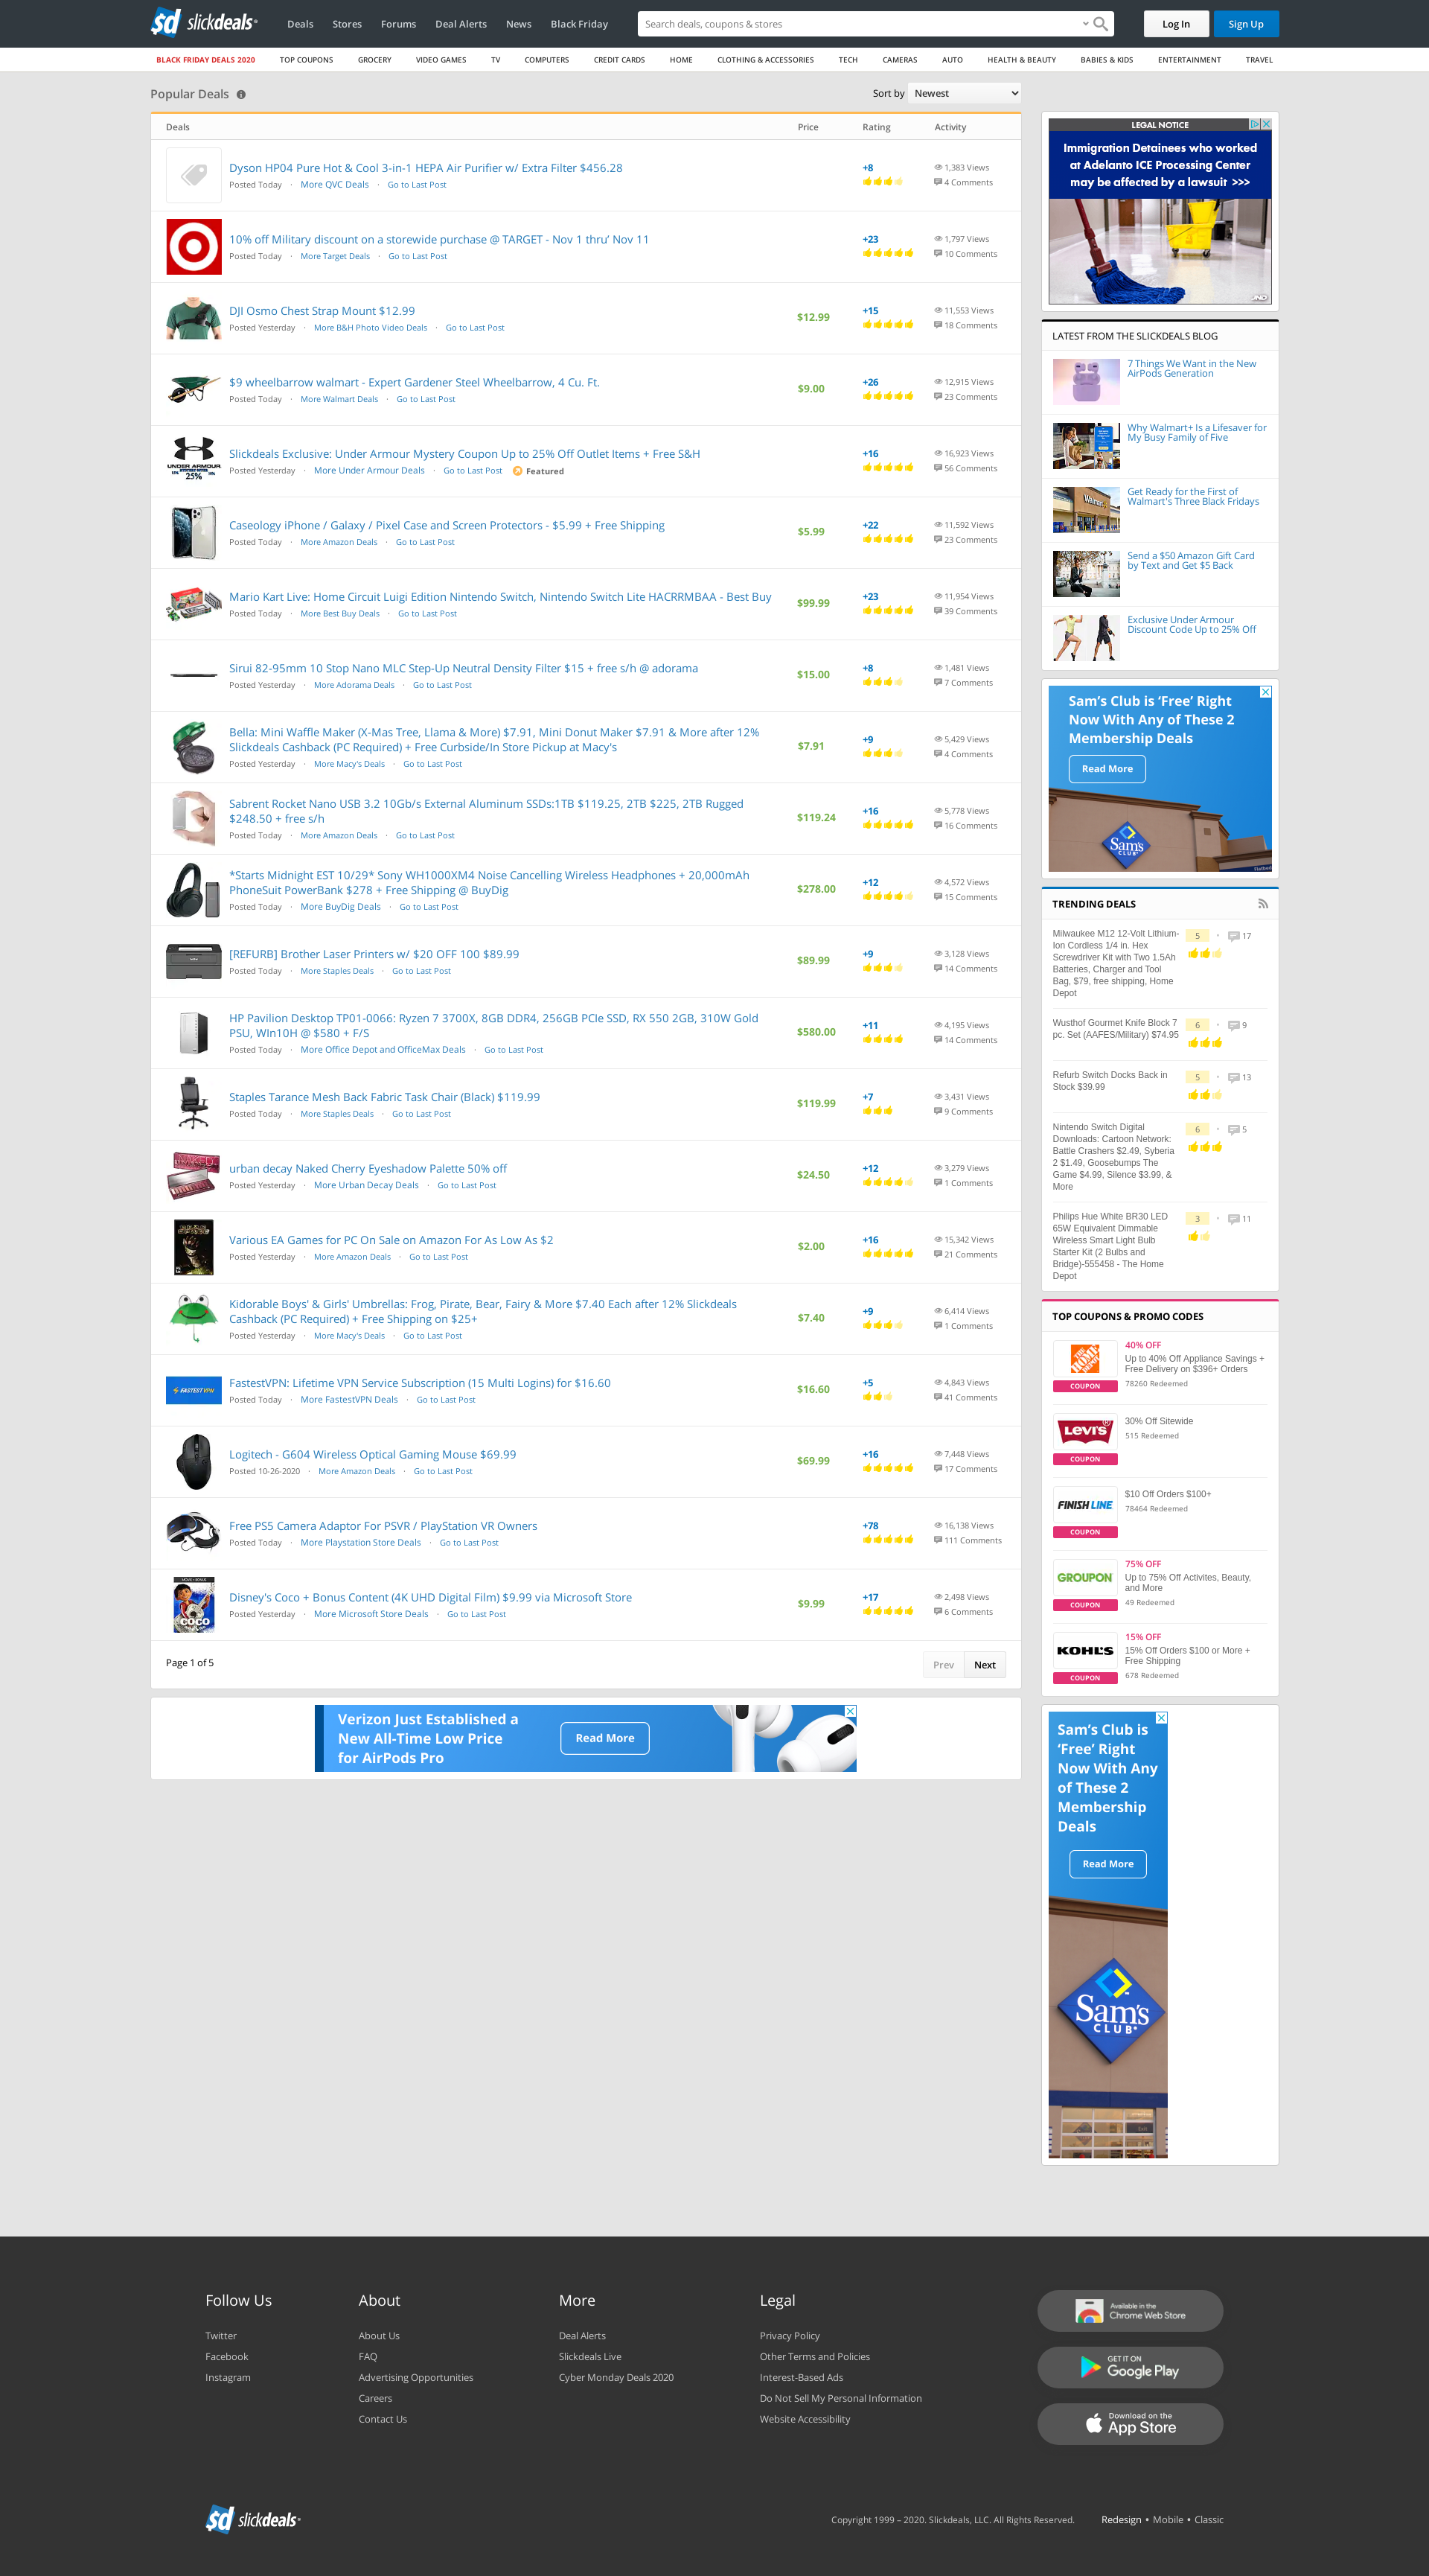 sd slickdeals
Deals Stores Forums Deal Alerts News Black Friday
Search deals, coupons & stores
Log In Sign Up
BLACK FRIDAY DEALS 2020 TOP COUPONS GROCERY VIDEO GAMES TV COMPUTERS CREDIT CARDS HOME CLOTHING & ACCESSORIES TECH CAMERAS AUTO HEALTH & BEAUTY BABIES & KIDS ENTERTAINMENT TRAVEL
Popular Deals
Sort by Newest
Deals Price Rating Activity
Dyson HP04 Pure Hot & Cool 3-in-1 HEPA Air Purifier w/ Extra Filter $456.28
Posted Today · More QVC Deals · Go to Last Post
+8
1,383 Views
4 Comments
10% off Military discount on a storewide purchase @ TARGET - Nov 1 thru' Nov 11
Posted Today · More Target Deals · Go to Last Post
+23
1,797 Views
10 Comments
DJI Osmo Chest Strap Mount $12.99
Posted Yesterday · More B&H Photo Video Deals · Go to Last Post
$12.99
+15
11,553 Views
18 Comments
$9 wheelbarrow walmart - Expert Gardener Steel Wheelbarrow, 4 Cu. Ft.
Posted Today · More Walmart Deals · Go to Last Post
$9.00
+26
12,915 Views
23 Comments
UNDER ARMOUR
25%
Slickdeals Exclusive: Under Armour Mystery Coupon Up to 25% Off Outlet Items + Free S&H
Posted Yesterday · More Under Armour Deals · Go to Last Post Featured
+16
16,923 Views
56 Comments
Caseology iPhone / Galaxy / Pixel Case and Screen Protectors - $5.99 + Free Shipping
Posted Today · More Amazon Deals · Go to Last Post
$5.99
+22
11,592 Views
23 Comments
Mario Kart Live: Home Circuit Luigi Edition Nintendo Switch, Nintendo Switch Lite HACRRMBAA - Best Buy
Posted Today · More Best Buy Deals · Go to Last Post
$99.99
+23
11,954 Views
39 Comments
Sirui 82-95mm 10 Stop Nano MLC Step-Up Neutral Density Filter $15 + free s/h @ adorama
Posted Yesterday · More Adorama Deals · Go to Last Post
$15.00
+8
1,481 Views
7 Comments
Bella: Mini Waffle Maker (X-Mas Tree, Llama & More) $7.91, Mini Donut Maker $7.91 & More after 12%
Slickdeals Cashback (PC Required) + Free Curbside/In Store Pickup at Macy's
Posted Yesterday · More Macy's Deals · Go to Last Post
$7.91
+9
5,429 Views
4 Comments
Sabrent Rocket Nano USB 3.2 10Gb/s External Aluminum SSDs:1TB $119.25, 2TB $225, 2TB Rugged
$248.50 + free s/h
Posted Today · More Amazon Deals · Go to Last Post
$119.24
+16
5,778 Views
16 Comments
*Starts Midnight EST 10/29* Sony WH1000XM4 Noise Cancelling Wireless Headphones + 20,000mAh
PhoneSuit PowerBank $278 + Free Shipping @ BuyDig
Posted Today · More BuyDig Deals · Go to Last Post
$278.00
+12
4,572 Views
15 Comments
[REFURB] Brother Laser Printers w/ $20 OFF 100 $89.99
Posted Today · More Staples Deals · Go to Last Post
$89.99
+9
3,128 Views
14 Comments
HP Pavilion Desktop TP01-0066: Ryzen 7 3700X, 8GB DDR4, 256GB PCIe SSD, RX 550 2GB, 310W Gold
PSU, WIn10H @ $580 + F/S
Posted Today · More Office Depot and OfficeMax Deals · Go to Last Post
$580.00
+11
4,195 Views
14 Comments
Staples Tarance Mesh Back Fabric Task Chair (Black) $119.99
Posted Today · More Staples Deals · Go to Last Post
$119.99
+7
3,431 Views
9 Comments
urban decay Naked Cherry Eyeshadow Palette 50% off
Posted Yesterday · More Urban Decay Deals · Go to Last Post
$24.50
+12
3,279 Views
1 Comments
Various EA Games for PC On Sale on Amazon For As Low As $2
Posted Yesterday · More Amazon Deals · Go to Last Post
$2.00
+16
15,342 Views
21 Comments
Kidorable Boys' & Girls' Umbrellas: Frog, Pirate, Bear, Fairy & More $7.40 Each after 12% Slickdeals
Cashback (PC Required) + Free Shipping on $25+
Posted Yesterday · More Macy's Deals · Go to Last Post
$7.40
+9
6,414 Views
1 Comments
FASTESTVPN
FastestVPN: Lifetime VPN Service Subscription (15 Multi Logins) for $16.60
Posted Today · More FastestVPN Deals · Go to Last Post
$16.60
+5
4,843 Views
41 Comments
Logitech - G604 Wireless Optical Gaming Mouse $69.99
Posted 10-26-2020 · More Amazon Deals · Go to Last Post
$69.99
+16
7,448 Views
17 Comments
Free PS5 Camera Adaptor For PSVR / PlayStation VR Owners
Posted Today · More Playstation Store Deals · Go to Last Post
+78
16,138 Views
111 Comments
COCO
Disney's Coco + Bonus Content (4K UHD Digital Film) $9.99 via Microsoft Store
Posted Yesterday · More Microsoft Store Deals · Go to Last Post
$9.99
+17
2,498 Views
6 Comments
Page 1 of 5
Prev Next
Verizon Just Established a
New All-Time Low Price
for AirPods Pro
Read More
LEGAL NOTICE
Immigration Detainees who worked
at Adelanto ICE Processing Center
may be affected by a lawsuit >>>
JND
LATEST FROM THE SLICKDEALS BLOG
7 Things We Want in the New
AirPods Generation
Why Walmart+ Is a Lifesaver for
My Busy Family of Five
Walmart
Get Ready for the First of
Walmart's Three Black Fridays
Send a $50 Amazon Gift Card
by Text and Get $5 Back
Exclusive Under Armour
Discount Code Up to 25% Off
Sam's Club is 'Free' Right
Now With Any of These 2
Membership Deals
Read More
Sam's
CLUB
TRENDING DEALS
Milwaukee M12 12-Volt Lithium-
Ion Cordless 1/4 in. Hex
Screwdriver Kit with Two 1.5Ah
Batteries, Charger and Tool
Bag, $79, free shipping, Home
Depot
5 · 17
Wusthof Gourmet Knife Block 7
pc. Set (AAFES/Military) $74.95
6 · 9
Refurb Switch Docks Back in
Stock $39.99
5 · 13
Nintendo Switch Digital
Downloads: Cartoon Network:
Battle Crashers $2.49, Syberia
2 $1.49, Goosebumps The
Game $4.99, Silence $3.99, &
More
6 · 5
Philips Hue White BR30 LED
65W Equivalent Dimmable
Wireless Smart Light Bulb
Starter Kit (2 Bulbs and
Bridge)-555458 - The Home
Depot
3 · 11
TOP COUPONS & PROMO CODES
THE HOME DEPOT
COUPON
40% OFF
Up to 40% Off Appliance Savings +
Free Delivery on $396+ Orders
78260 Redeemed
LEVI'S
COUPON
30% Off Sitewide
515 Redeemed
FINISH LINE
COUPON
$10 Off Orders $100+
78464 Redeemed
GROUPON
COUPON
75% OFF
Up to 75% Off Activites, Beauty,
and More
49 Redeemed
KOHL'S
COUPON
15% OFF
15% Off Orders $100 or More +
Free Shipping
678 Redeemed
Sam's Club is
'Free' Right
Now With Any
of These 2
Membership
Deals
Read More
Sam's
CLUB
Follow Us
Twitter
Facebook
Instagram
About
About Us
FAQ
Advertising Opportunities
Careers
Contact Us
More
Deal Alerts
Slickdeals Live
Cyber Monday Deals 2020
Legal
Privacy Policy
Other Terms and Policies
Interest-Based Ads
Do Not Sell My Personal Information
Website Accessibility
Available in the
Chrome Web Store
GET IT ON
Google Play
Download on the
App Store
sd slickdeals
Copyright 1999 – 2020. Slickdeals, LLC. All Rights Reserved.
Redesign • Mobile • Classic